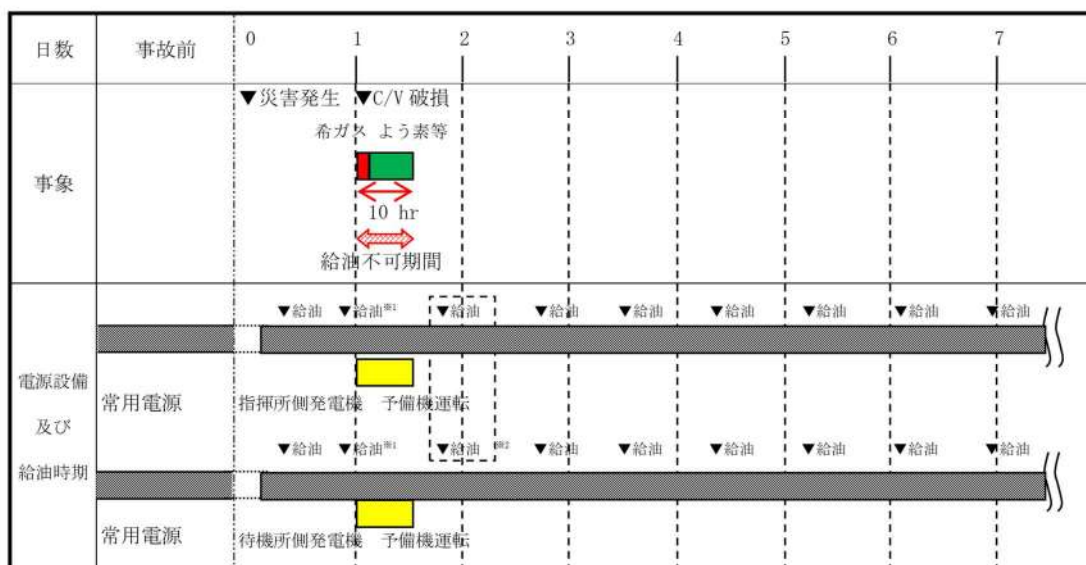 日数 事故前 0 1 2 3 4 5 6 7
▼災害発生 ▼C/V 破損
希ガス よう素等
事象
10 hr
給油不可期間
▼給油 ▼給油※1 ▼給油 ▼給油 ▼給油 ▼給油 ▼給油 ▼給油 ▼給油
電源設備
及び
給油時期
常用電源 指揮所側発電機 予備機運転
▼給油 ▼給油※1 ▼給油 ※2 ▼給油 ▼給油 ▼給油 ▼給油 ▼給油 ▼給油
常用電源 待機所側発電機 予備機運転